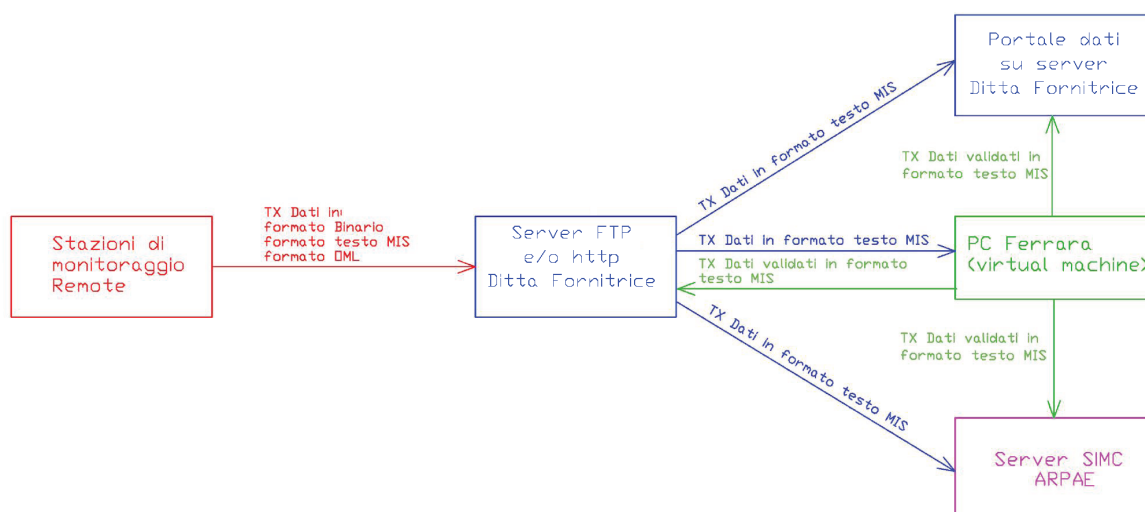 Portale dati
su server
Ditta Fornitrice
TX Dati in formato testo MIS
TX Dati validati in
formato testo MIS
TX Dati in:
formato Binario
formato testo MIS
formato OML
Stazioni di
monitoraggio
Remote
Server FTP
e/o http
Ditta Fornitrice
TX Dati in formato testo MIS
TX Dati validati in formato
testo MIS
PC Ferrara
(virtual machine)
TX Dati in formato testo MIS
TX Dati validati in
formato testo MIS
Server SIMC
ARPAE